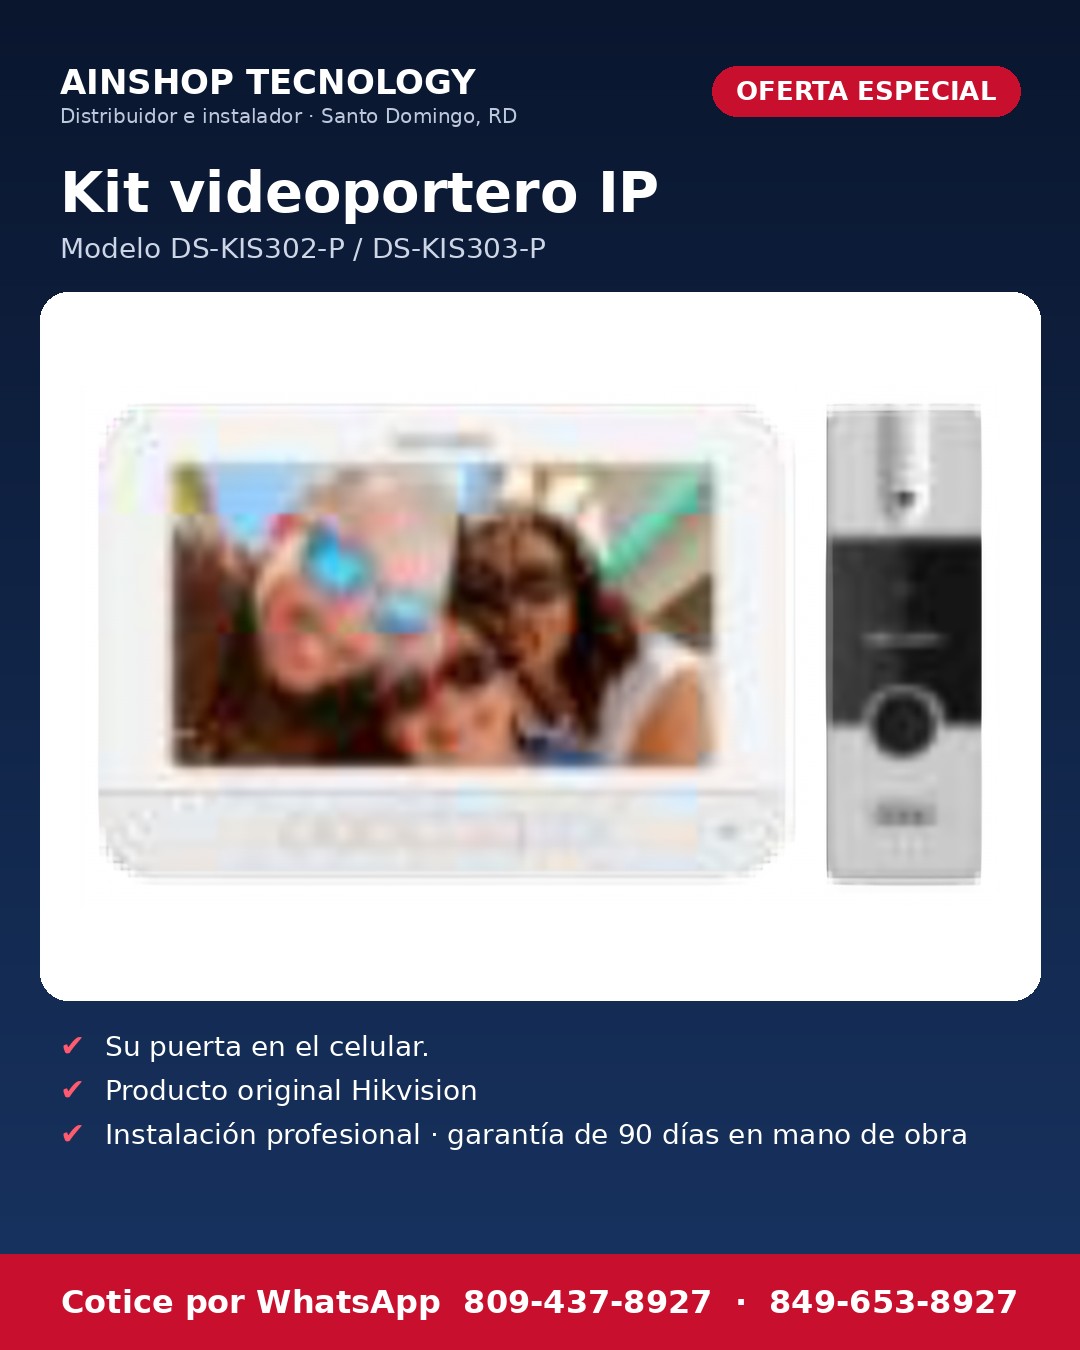 AINSHOP TECNOLOGY
OFERTA ESPECIAL
Distribuidor e instalador · Santo Domingo, RD
Kit videoportero IP
Modelo DS-KIS302-P / DS-KIS303-P
✔ Su puerta en el celular.
✔ Producto original Hikvision
✔ Instalación profesional · garantía de 90 días en mano de obra
Cotice por WhatsApp 809-437-8927 · 849-653-8927